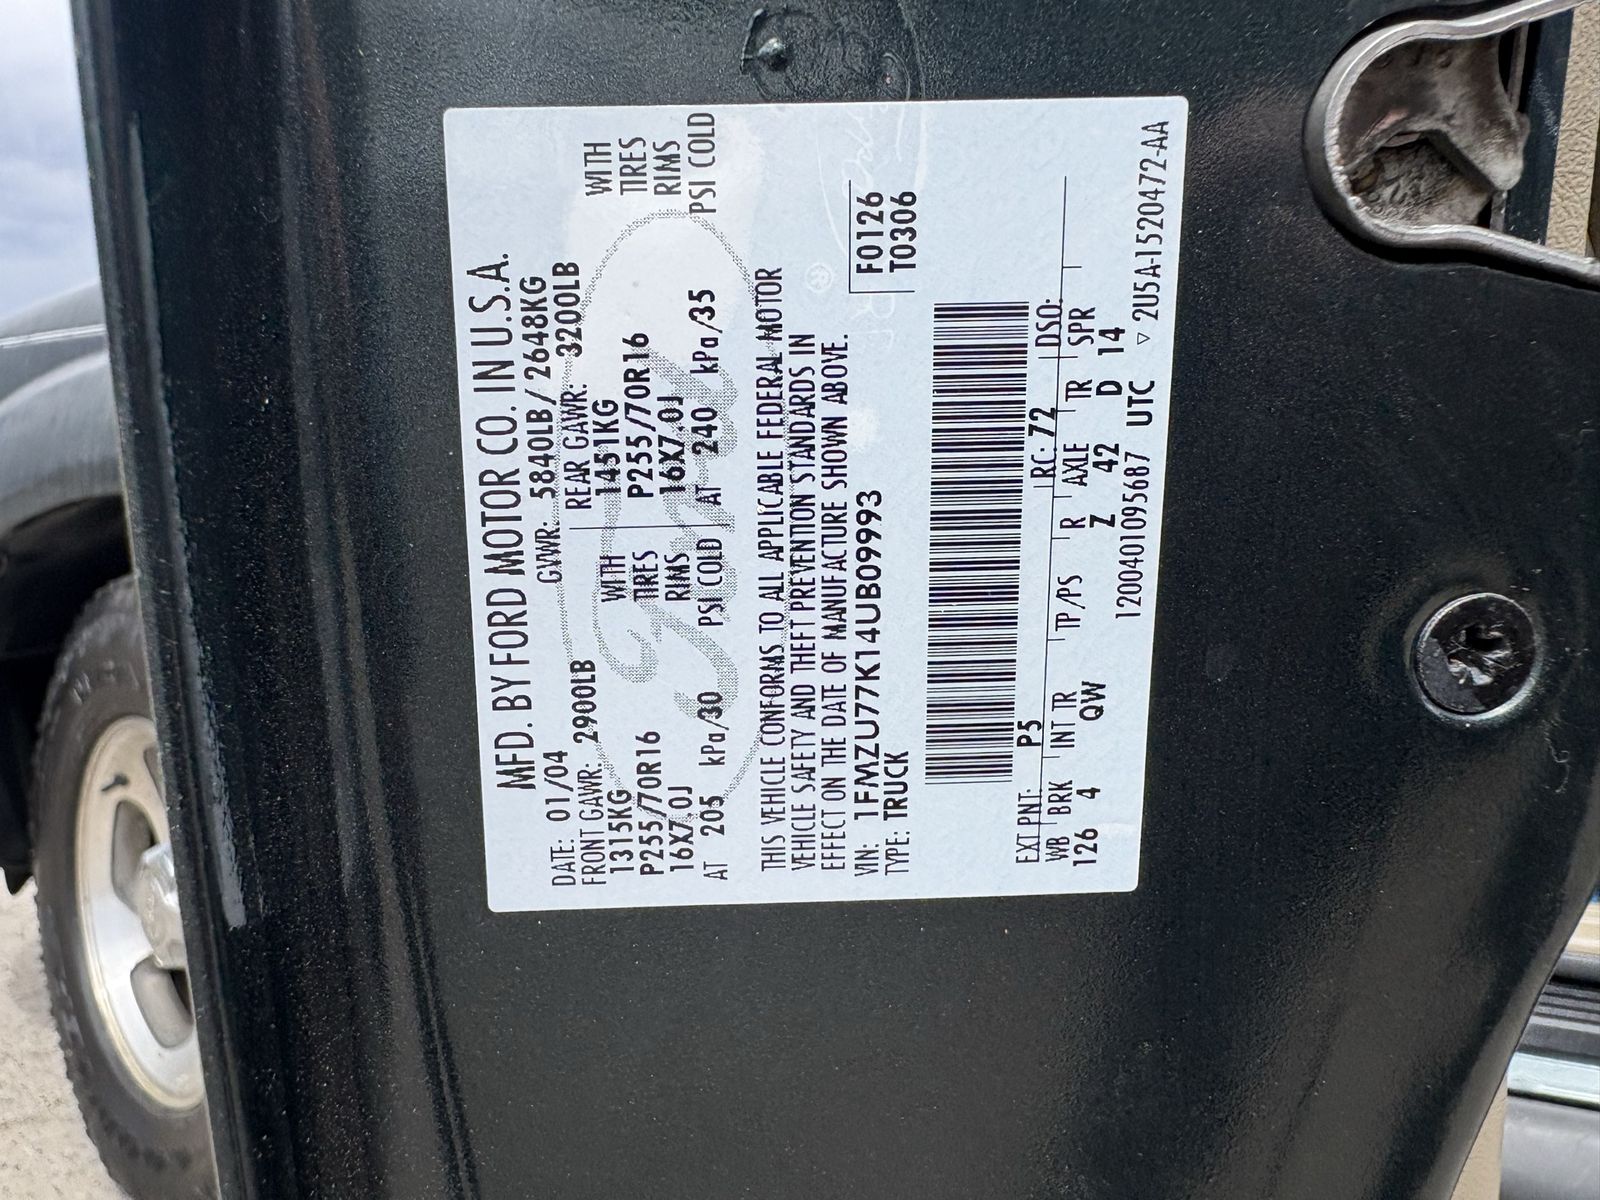 MFD. BY FORD MOTOR CO. IN U.S.A.
DATE: 01/04 GVWR: 5840LB / 2648KG
FRONT GAWR: 2900LB REAR GAWR: 3200LB
1315KG WITH 1451KG WITH
P255/70R16 TIRES P255/70R16 TIRES
16X7.0J RIMS 16X7.0J RIMS
AT 205 kPa/30 PSI COLD AT 240 kPa/35 PSI COLD
THIS VEHICLE CONFORMS TO ALL APPLICABLE FEDERAL MOTOR
VEHICLE SAFETY AND THEFT PREVENTION STANDARDS IN
EFFECT ON THE DATE OF MANUFACTURE SHOWN ABOVE.
VIN: 1FMZU77K14UB09993 F0126
TYPE: TRUCK T0306
EXT PNT: P5 RC: 72 DSO:
WB BRK INT TR TP/PS R AXLE TR SPR
126 4 QW Z 42 D 14
1200401095687 UTC ▽ 2U5A-1520472-AA
Ford